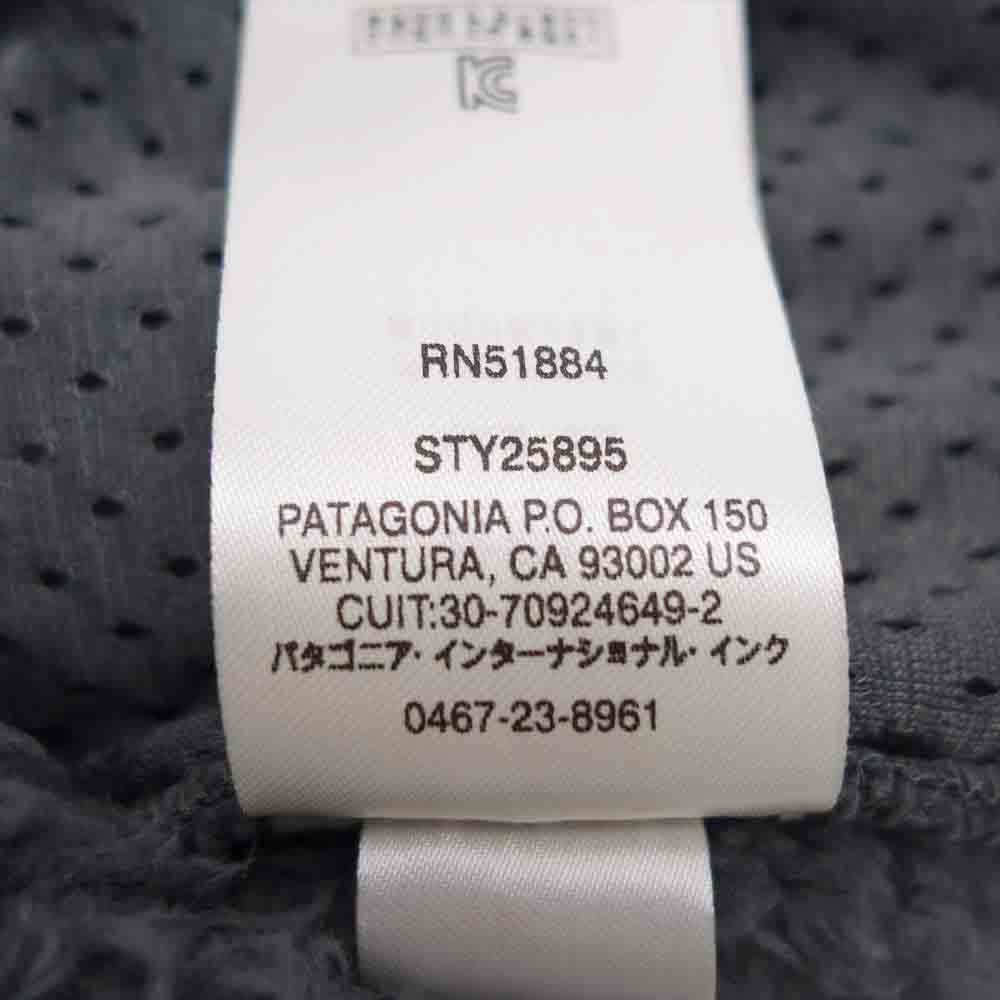 RN51884
STY25895
PATAGONIA P.O. BOX 150
VENTURA, CA 93002 US
CUIT:30-70924649-2
パタゴニア・インターナショナル・インク
0467-23-8961